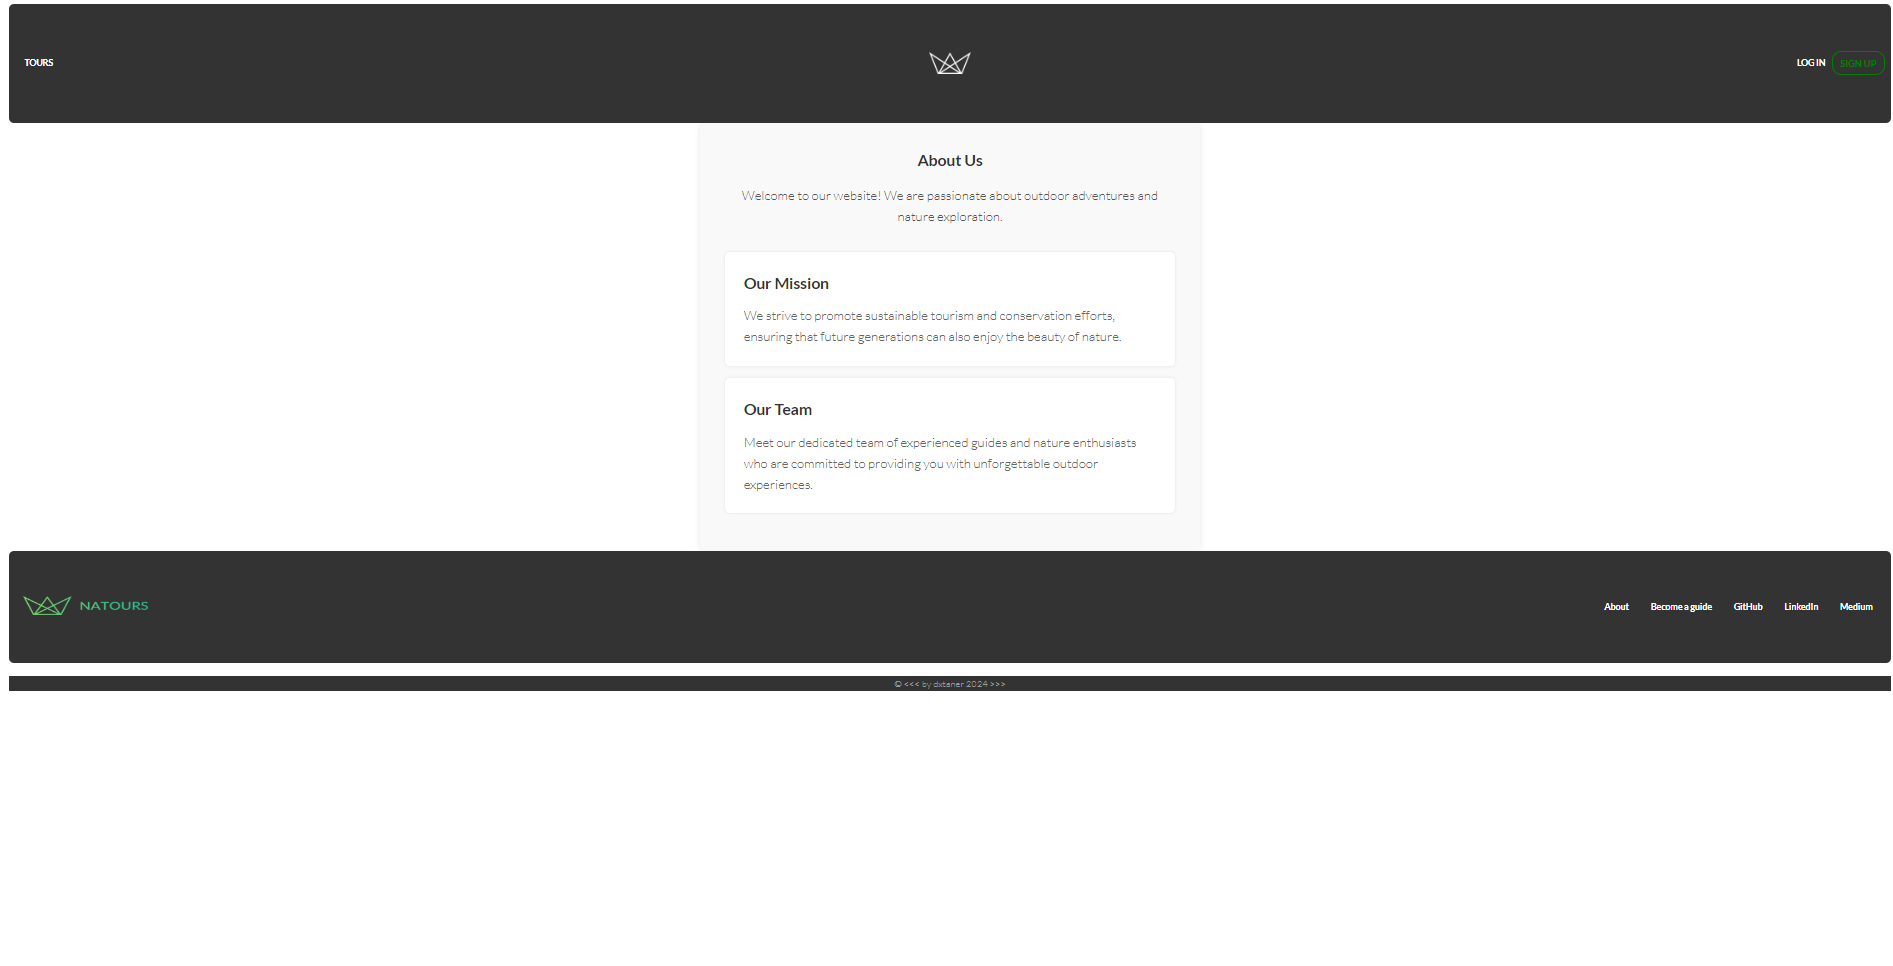 TOURS
LOG IN
SIGN UP
About Us
Welcome to our website! We are passionate about outdoor adventures and
nature exploration.
Our Mission
We strive to promote sustainable tourism and conservation efforts,
ensuring that future generations can also enjoy the beauty of nature.
Our Team
Meet our dedicated team of experienced guides and nature enthusiasts
who are committed to providing you with unforgettable outdoor
experiences.
NATOURS
About
Become a guide
GitHub
LinkedIn
Medium
© <<< by dxtaner 2024 >>>